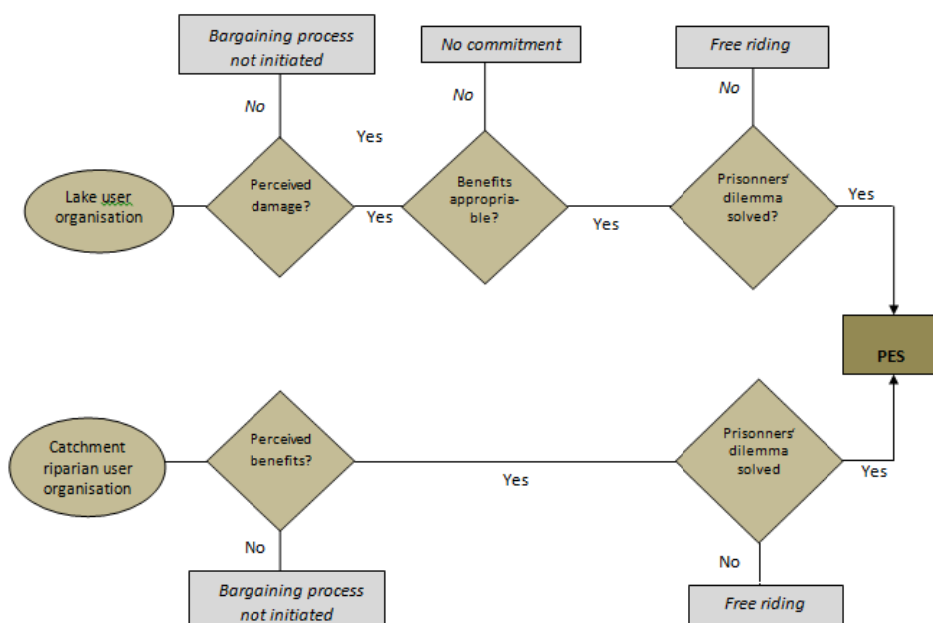 Bargaining process
not initiated
No commitment
Free riding
No
No
No
Yes
Lake user
organisation
Perceived
damage?
Yes
Benefits
appropria-
ble?
Yes
Prisonners'
dilemma
solved?
Yes
PES
Catchment
riparian user
organisation
Perceived
benefits?
Yes
Prisonners'
dilemma
solved
Yes
No
No
Bargaining process
not initiated
Free riding